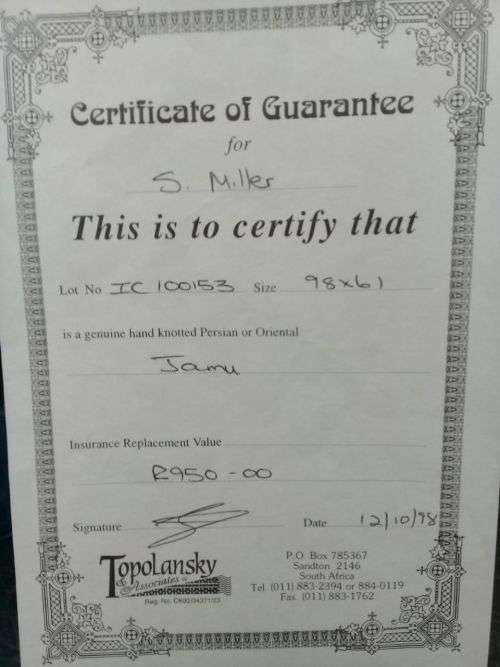 Certificate of Guarantee
for
S. Miller
This is to certify that
Lot No IC 100153 Size 98x61
is a genuine hand knotted Persian or Oriental
Jamu
Insurance Replacement Value
R950-00
Signature Date 12/10/98
Topolansky
& Associates
P.O Box 785367
Sandton 2146
South Africa
Tel. (011) 883-2394 or 884-0119
Fax. (011) 883-1762
Reg. No.